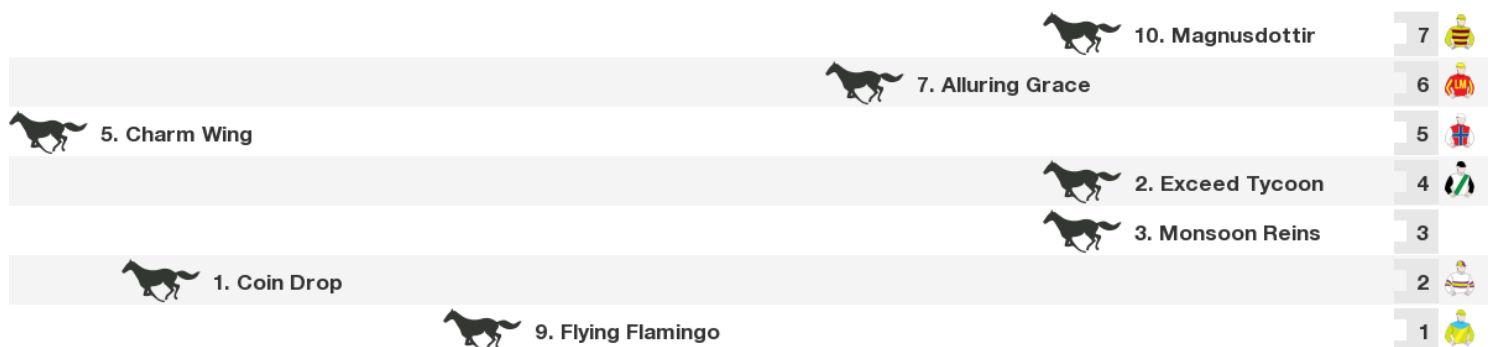 10. Magnusdottir 7
7. Alluring Grace 6 LM
5. Charm Wing 5
2. Exceed Tycoon 4
3. Monsoon Reins 3
1. Coin Drop 2
9. Flying Flamingo 1